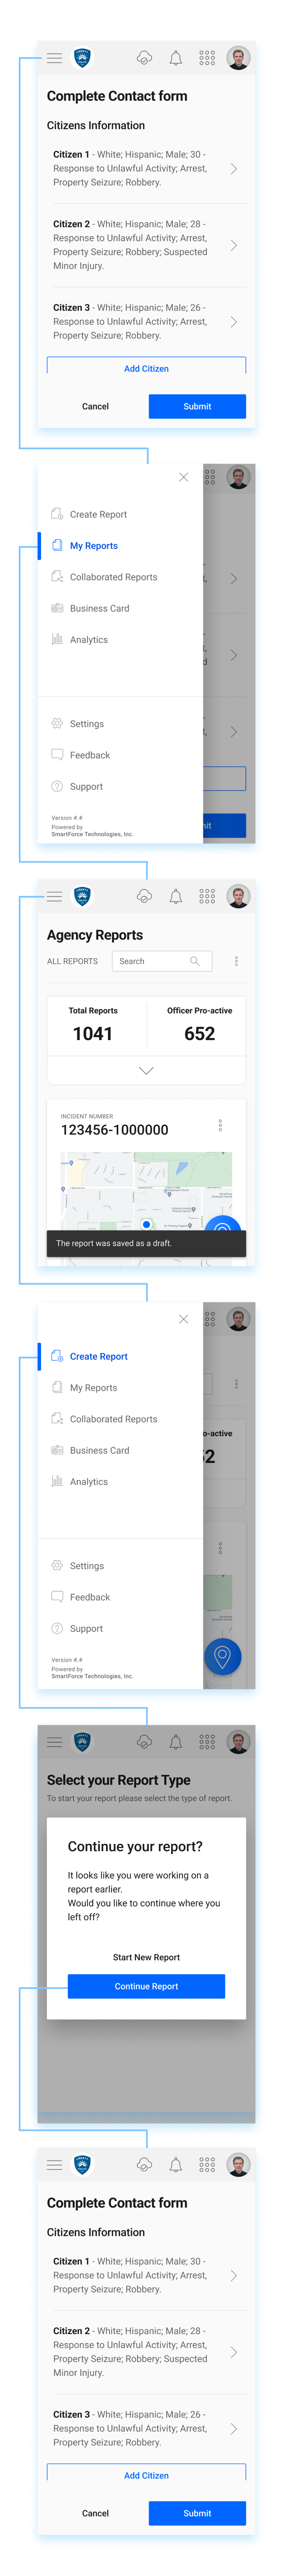 Complete Contact form
Citizens Information
Citizen 1 - White; Hispanic; Male; 30 -
Response to Unlawful Activity; Arrest,
Property Seizure; Robbery.
Citizen 2 - White; Hispanic; Male; 28 -
Response to Unlawful Activity; Arrest,
Property Seizure; Robbery; Suspected
Minor Injury.
Citizen 3 - White; Hispanic; Male; 26 -
Response to Unlawful Activity; Arrest,
Property Seizure; Robbery.
Add Citizen
Cancel
Submit
Create Report
My Reports
Collaborated Reports
Business Card
Analytics
Settings
Feedback
Support
Version #.#
Powered by
SmartForce Technologies, Inc.
Agency Reports
ALL REPORTS
Search
Total Reports
Officer Pro-active
1041
652
INCIDENT NUMBER
123456-1000000
The report was saved as a draft.
Create Report
My Reports
Collaborated Reports
Business Card
Analytics
Settings
Feedback
Support
Version #.#
Powered by
SmartForce Technologies, Inc.
o-active
Select your Report Type
To start your report please select the type of report.
Continue your report?
It looks like you were working on a
report earlier.
Would you like to continue where you
left off?
Start New Report
Continue Report
Complete Contact form
Citizens Information
Citizen 1 - White; Hispanic; Male; 30 -
Response to Unlawful Activity; Arrest,
Property Seizure; Robbery.
Citizen 2 - White; Hispanic; Male; 28 -
Response to Unlawful Activity; Arrest,
Property Seizure; Robbery; Suspected
Minor Injury.
Citizen 3 - White; Hispanic; Male; 26 -
Response to Unlawful Activity; Arrest,
Property Seizure; Robbery.
Add Citizen
Cancel
Submit